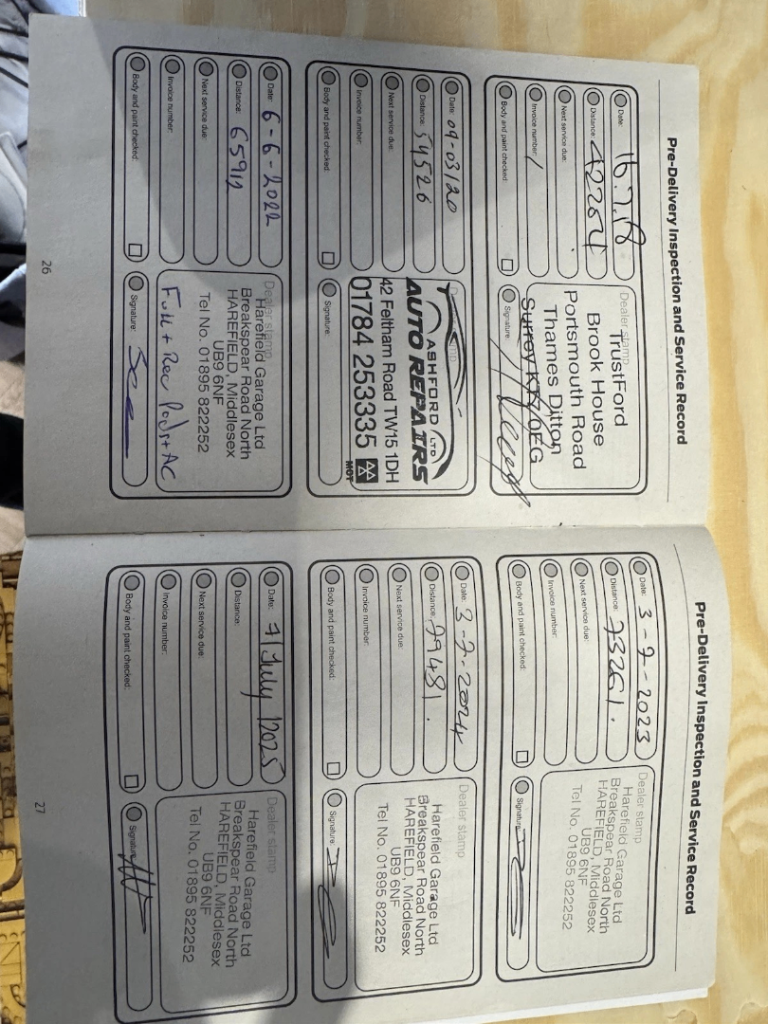 Pre-Delivery Inspection and Service Record
Date: 16.7.18
Distance: 42264
Next service due:
Invoice number: /
Body and paint checked:
Dealer stamp
TrustFord
Brook House
Portsmouth Road
Thames Ditton
Surrey KT7 0EG
Signature:
Date: 09-03/20
Distance: 54526
Next service due:
Invoice number:
Body and paint checked:
ASHFORD LTD
AUTO REPAIRS
42 Feltham Road TW15 1DH
01784 253335
MOT
Signature:
Date: 6-6-2022
Distance: 65912
Next service due:
Invoice number:
Body and paint checked:
Dealer stamp
Harefield Garage Ltd
Breakspear Road North
HAREFIELD, Middlesex
UB9 6NF
Tel No. 01895 822252
Full + Rear Pads + AC
Signature:
26
Pre-Delivery Inspection and Service Record
Date: 3-7-2023
Distance: 73261.
Next service due:
Invoice number:
Body and paint checked:
Dealer stamp
Harefield Garage Ltd
Breakspear Road North
HAREFIELD, Middlesex
UB9 6NF
Tel No. 01895 822252
Signature:
Date: 3-7-2024
Distance: 79481.
Next service due:
Invoice number:
Body and paint checked:
Dealer stamp
Harefield Garage Ltd
Breakspear Road North
HAREFIELD, Middlesex
UB9 6NF
Tel No. 01895 822252
Signature:
Date: 7/July/2025
Distance:
Next service due:
Invoice number:
Body and paint checked:
Dealer stamp
Harefield Garage Ltd
Breakspear Road North
HAREFIELD, Middlesex
UB9 6NF
Tel No. 01895 822252
Signature:
27